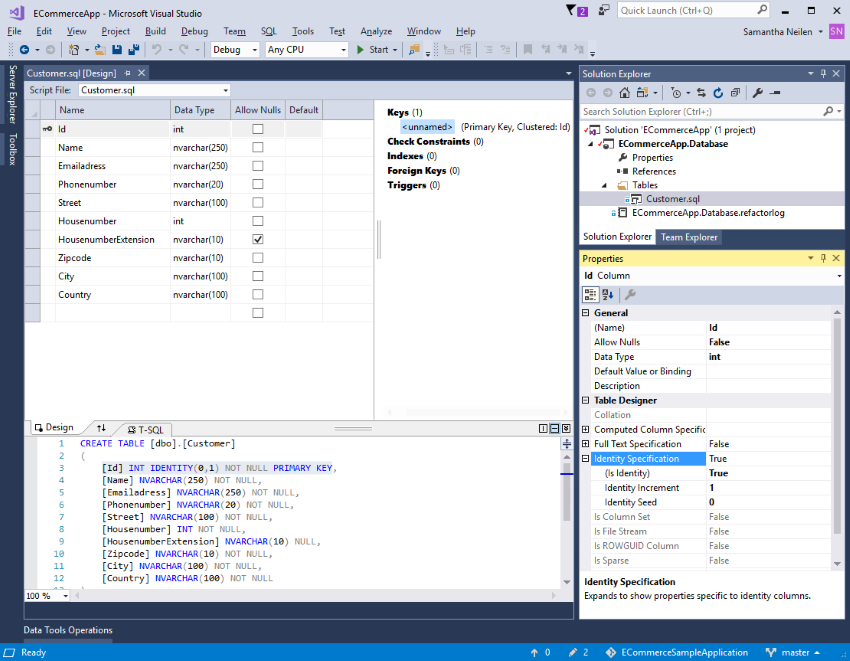 ECommerceApp - Microsoft Visual Studio
2
Quick Launch (Ctrl+Q)
File Edit View Project Build Debug Team SQL Tools Test Analyze Window Help
Samantha Neilen SN
Debug Any CPU Start
Server Explorer
Toolbox
Customer.sql [Design]
Script File: Customer.sql
Name Data Type Allow Nulls Default
Id int
Name nvarchar(250)
Emailadress nvarchar(250)
Phonenumber nvarchar(20)
Street nvarchar(100)
Housenumber int
HousenumberExtension nvarchar(10)
Zipcode nvarchar(10)
City nvarchar(100)
Country nvarchar(100)
Keys (1)
<unnamed> (Primary Key, Clustered: Id)
Check Constraints (0)
Indexes (0)
Foreign Keys (0)
Triggers (0)
Design T-SQL
1 CREATE TABLE [dbo].[Customer]
2 (
3 [Id] INT IDENTITY(0,1) NOT NULL PRIMARY KEY,
4 [Name] NVARCHAR(250) NOT NULL,
5 [Emailadress] NVARCHAR(250) NOT NULL,
6 [Phonenumber] NVARCHAR(20) NOT NULL,
7 [Street] NVARCHAR(100) NOT NULL,
8 [Housenumber] INT NOT NULL,
9 [HousenumberExtension] NVARCHAR(10) NULL,
10 [Zipcode] NVARCHAR(10) NOT NULL,
11 [City] NVARCHAR(100) NOT NULL,
12 [Country] NVARCHAR(100) NOT NULL
100 %
Solution Explorer
Search Solution Explorer (Ctrl+;)
Solution 'ECommerceApp' (1 project)
ECommerceApp.Database
Properties
References
Tables
Customer.sql
ECommerceApp.Database.refactorlog
Solution Explorer Team Explorer
Properties
Id Column
General
(Name) Id
Allow Nulls False
Data Type int
Default Value or Binding
Description
Table Designer
Collation
Computed Column Specific
Full Text Specification False
Identity Specification True
(Is Identity) True
Identity Increment 1
Identity Seed 0
Is Column Set False
Is File Stream False
Is ROWGUID Column False
Is Sparse False
Identity Specification
Expands to show properties specific to identity columns.
Data Tools Operations
Ready 0 2 ECommerceSampleApplication master